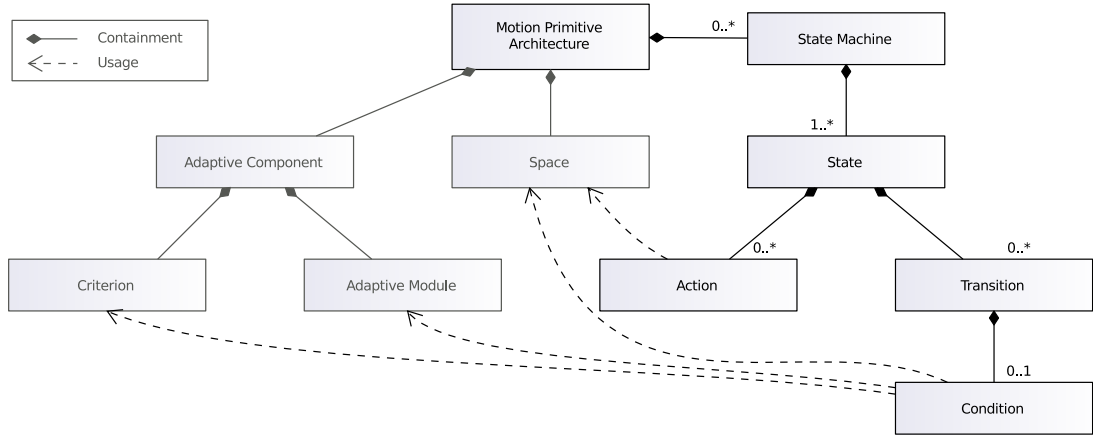 Containment
Usage
Motion Primitive
Architecture
0..*
State Machine
1..*
Adaptive Component
Space
State
0..*
0..*
Criterion
Adaptive Module
Action
Transition
0..1
Condition